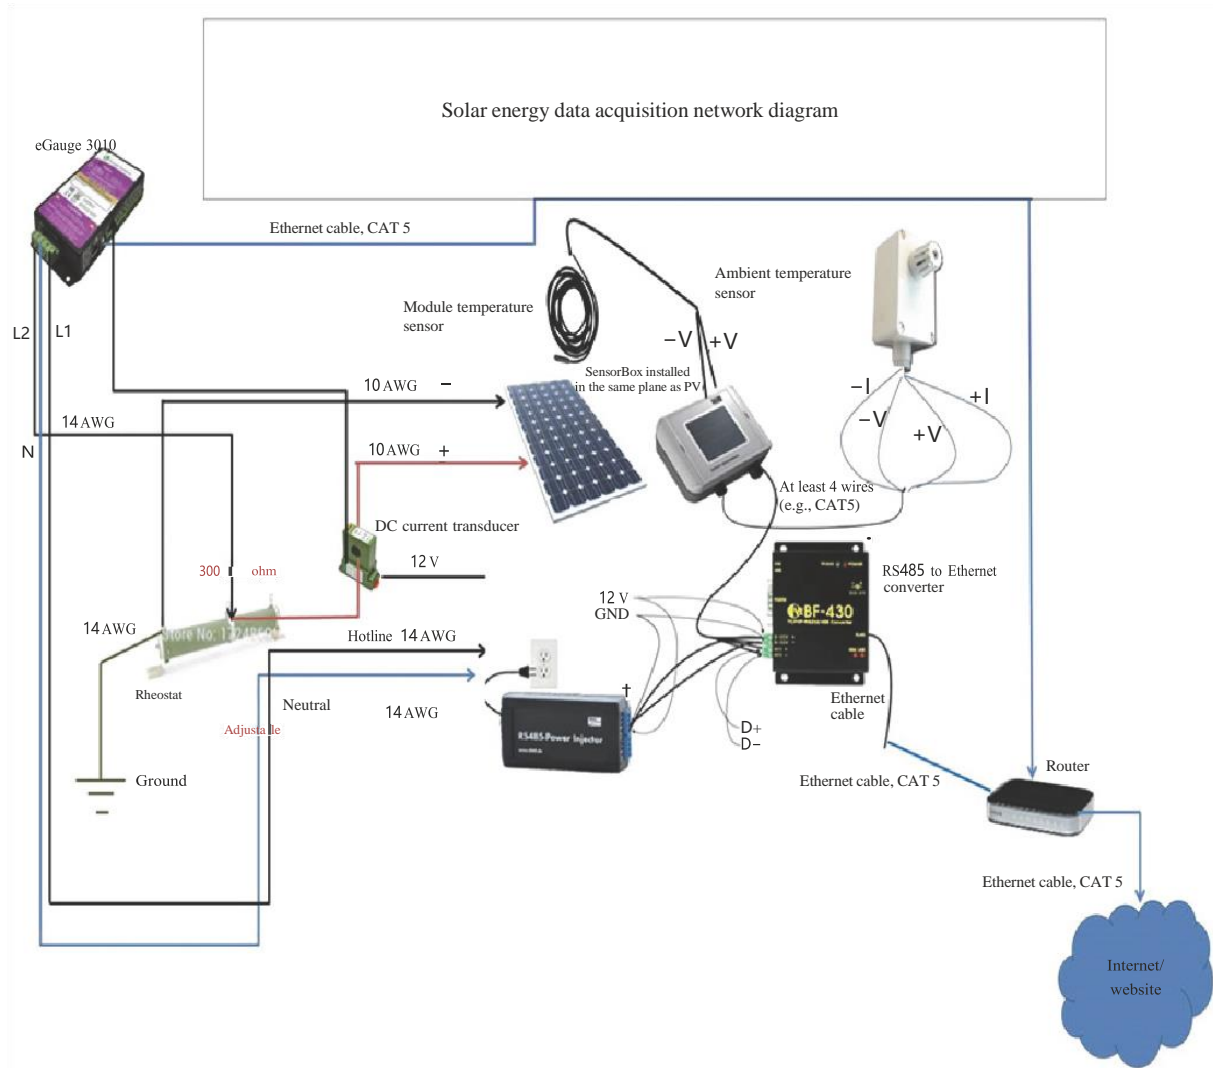 Solar energy data acquisition network diagram
eGauge 3010
Ethernet cable, CAT 5
Ambient temperature
sensor
Module temperature
sensor
L2
L1
−V
+V
SensorBox installed
in the same plane as PV
10 AWG −
−I
+I
−V
+V
14 AWG
N
10 AWG +
At least 4 wires
(e.g., CAT5)
DC current transducer
12 V
RS485 to Ethernet
converter
300 ohm
BF-430
12 V
GND
14 AWG
Store No:
Hotline 14 AWG
Rheostat
Neutral
14 AWG
Ethernet
cable
Adjusta le
RS485-Power Injector
D+
D−
Ground
Ethernet cable, CAT 5
Router
Ethernet cable, CAT 5
Internet/
website